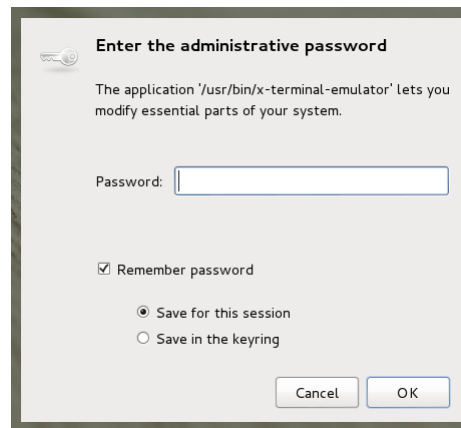 Enter the administrative password
The application '/usr/bin/x-terminal-emulator' lets you
modify essential parts of your system.
Password:
Remember password
Save for this session
Save in the keyring
Cancel
OK